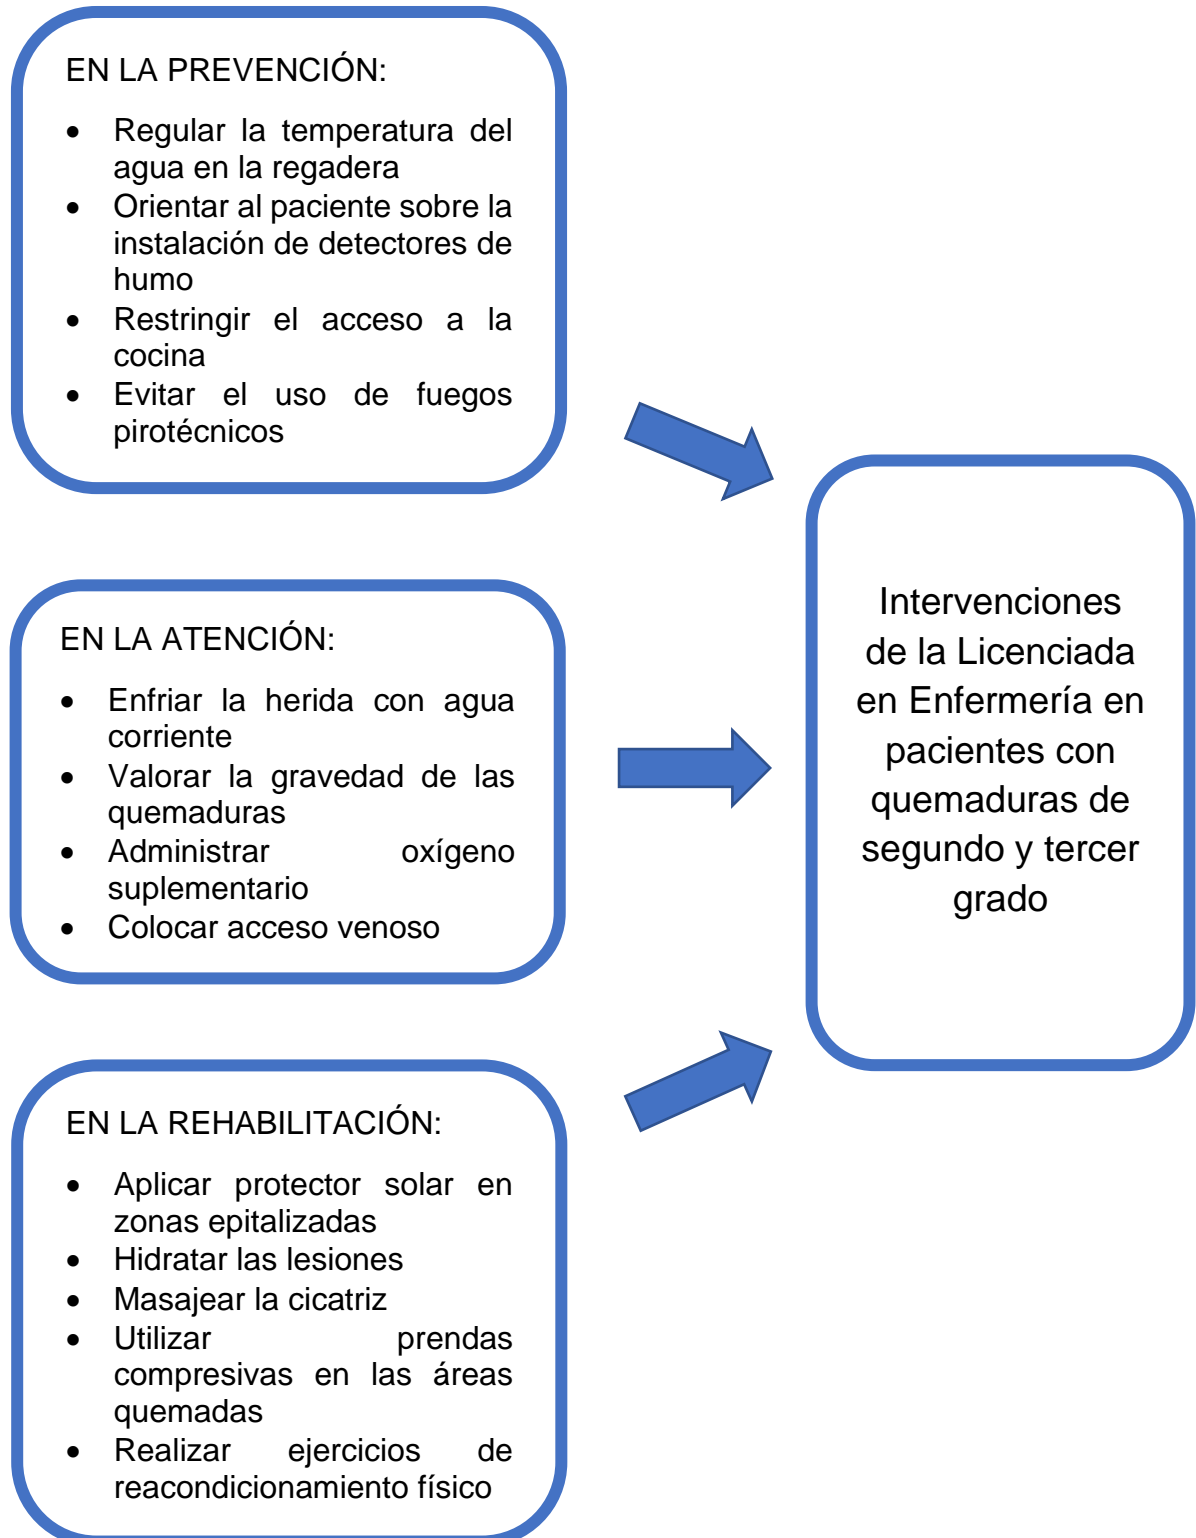 EN LA PREVENCIÓN:
• Regular la temperatura del
agua en la regadera
• Orientar al paciente sobre la
instalación de detectores de
humo
• Restringir el acceso a la
cocina
• Evitar el uso de fuegos
pirotécnicos
EN LA ATENCIÓN:
• Enfriar la herida con agua
corriente
• Valorar la gravedad de las
quemaduras
• Administrar oxígeno
suplementario
• Colocar acceso venoso
EN LA REHABILITACIÓN:
• Aplicar protector solar en
zonas epitalizadas
• Hidratar las lesiones
• Masajear la cicatriz
• Utilizar prendas
compresivas en las áreas
quemadas
• Realizar ejercicios de
reacondicionamiento físico
Intervenciones
de la Licenciada
en Enfermería en
pacientes con
quemaduras de
segundo y tercer
grado